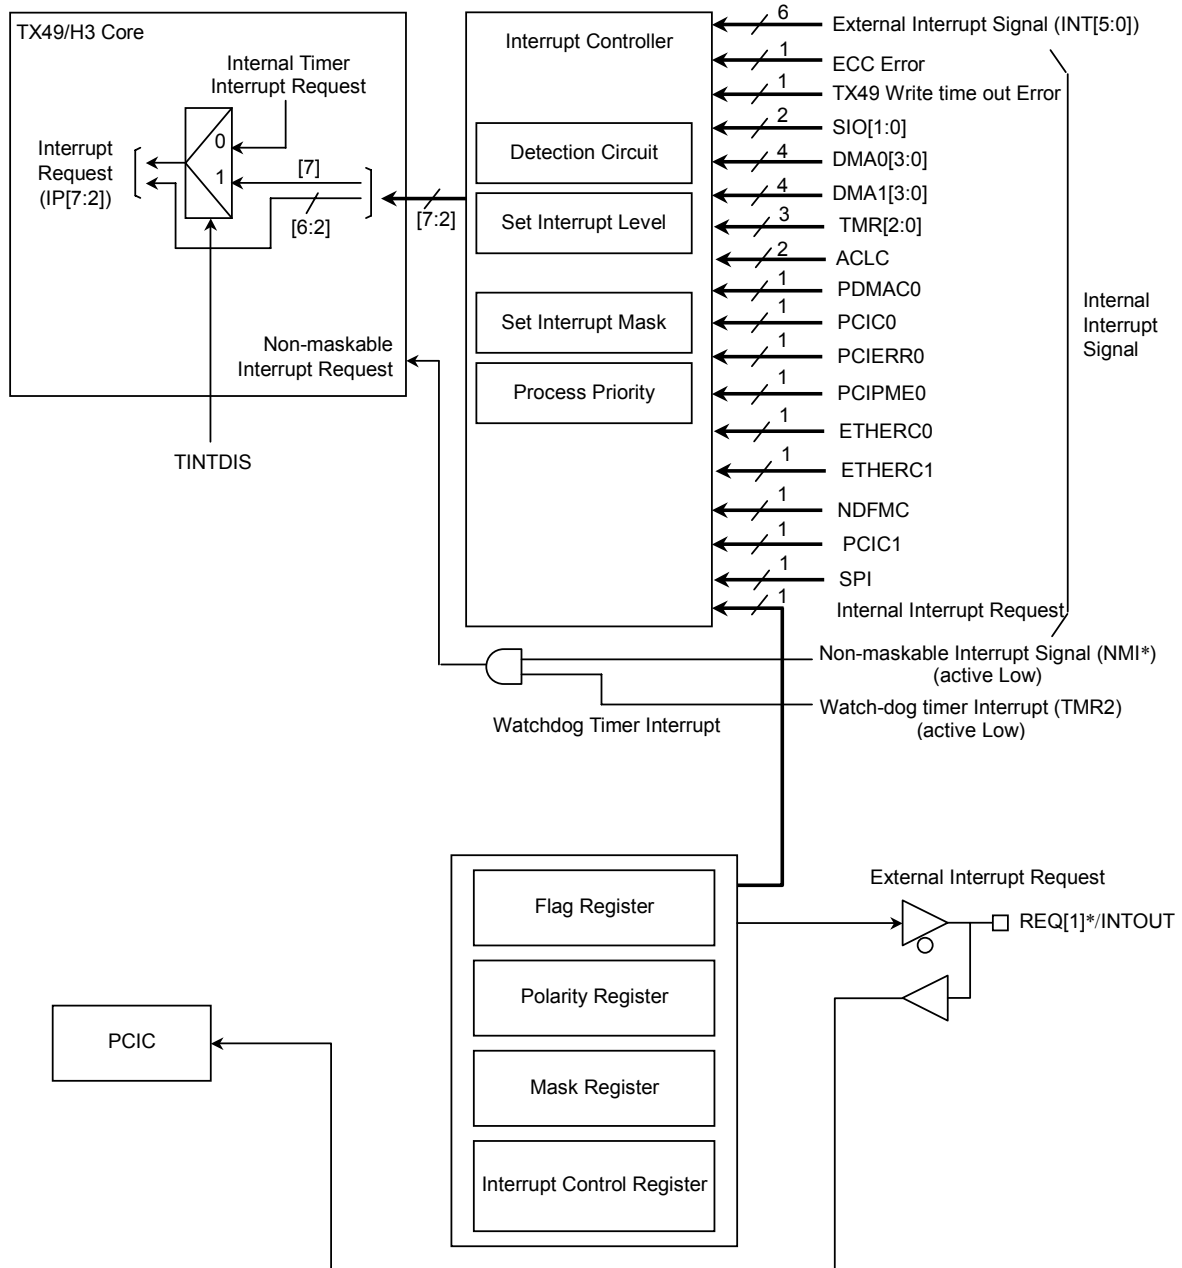 TX49/H3 Core
Internal Timer
Interrupt Request
0
1
Interrupt
Request
(IP[7:2])
[7]
[6:2]
[7:2]
Non-maskable
Interrupt Request
TINTDIS
Interrupt Controller
Detection Circuit
Set Interrupt Level
Set Interrupt Mask
Process Priority
6
External Interrupt Signal (INT[5:0])
1
ECC Error
1
TX49 Write time out Error
2
SIO[1:0]
4
DMA0[3:0]
4
DMA1[3:0]
3
TMR[2:0]
2
ACLC
1
PDMAC0
1
PCIC0
1
PCIERR0
1
PCIPME0
1
ETHERC0
1
ETHERC1
1
NDFMC
1
PCIC1
1
SPI
1
Internal Interrupt Request
Internal
Interrupt
Signal
Non-maskable Interrupt Signal (NMI*)
(active Low)
Watch-dog timer Interrupt (TMR2)
(active Low)
Watchdog Timer Interrupt
Flag Register
Polarity Register
Mask Register
Interrupt Control Register
External Interrupt Request
REQ[1]*/INTOUT
PCIC